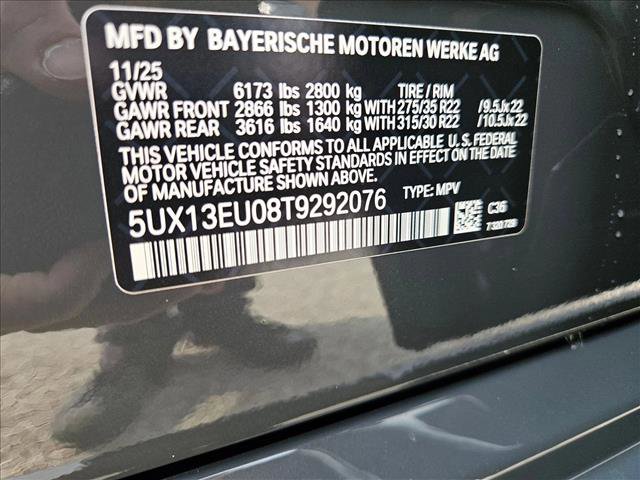 MFD BY BAYERISCHE MOTOREN WERKE AG
11/25
GVWR 6173 lbs 2800 kg TIRE / RIM
GAWR FRONT 2866 lbs 1300 kg WITH 275/35 R22 /9.5Jx22
GAWR REAR 3616 lbs 1640 kg WITH 315/30 R22 /10.5Jx22
THIS VEHICLE CONFORMS TO ALL APPLICABLE U. S. FEDERAL
MOTOR VEHICLE SAFETY STANDARDS IN EFFECT ON THE DATE
OF MANUFACTURE SHOWN ABOVE.
5UX13EU08T9292076 TYPE: MPV
C36